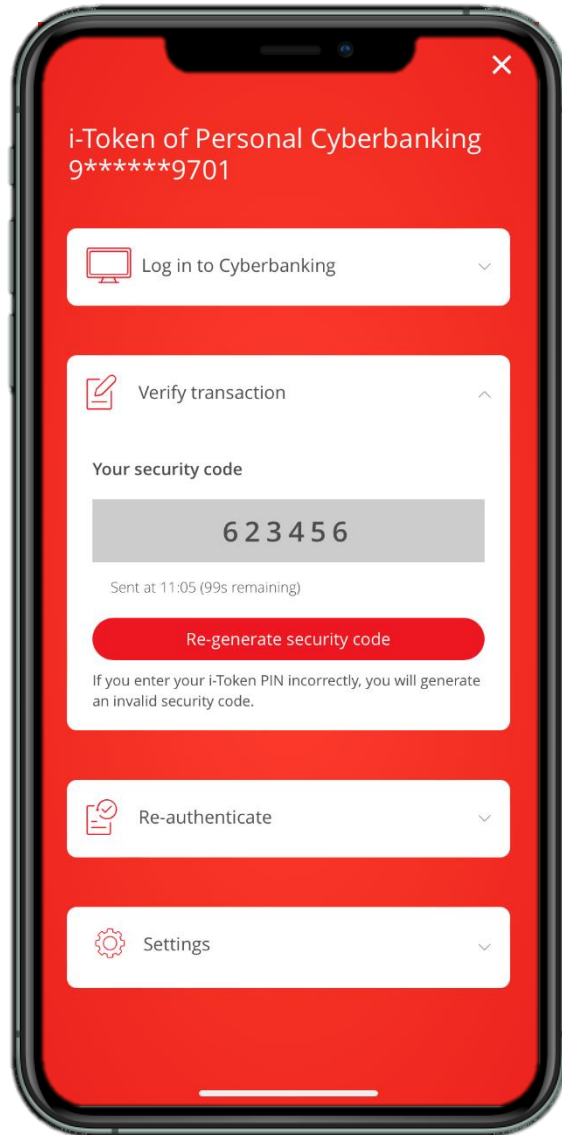 i-Token of Personal Cyberbanking
9******9701
Log in to Cyberbanking
Verify transaction
Your security code
623456
Sent at 11:05 (99s remaining)
Re-generate security code
If you enter your i-Token PIN incorrectly, you will generate
an invalid security code.
Re-authenticate
Settings